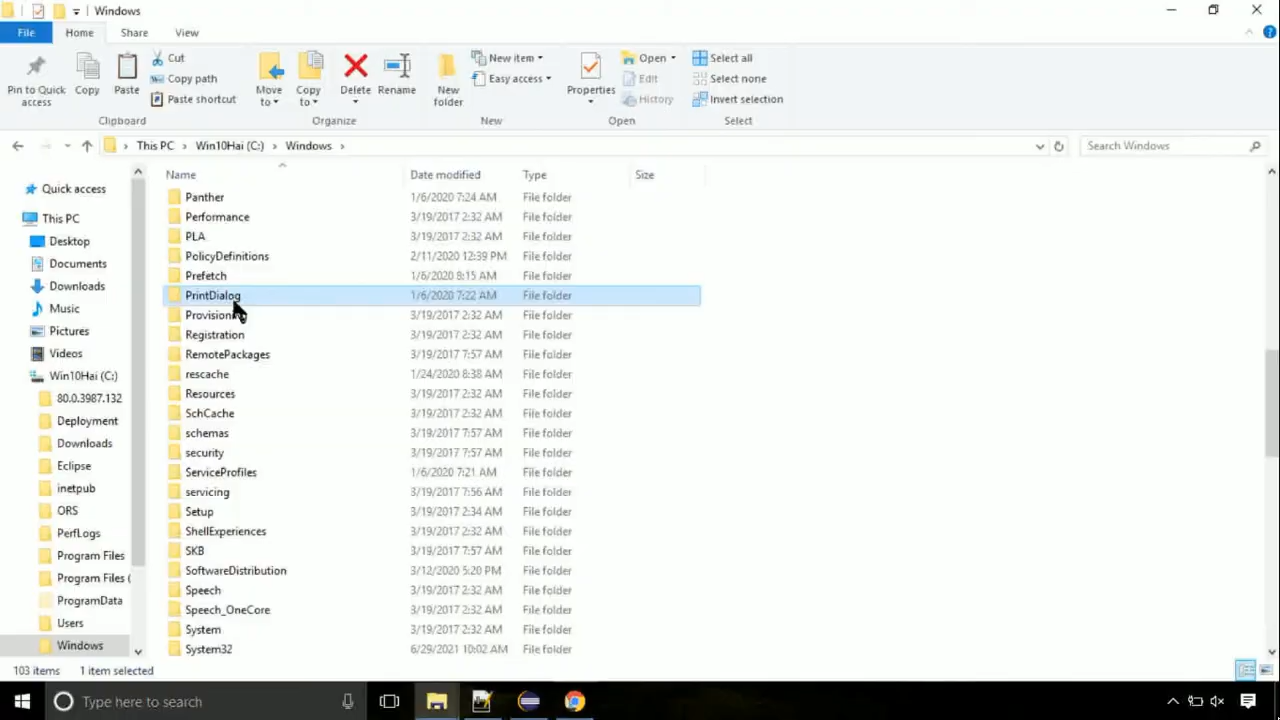 Windows
File Home Share View
Pin to Quick access
Copy
Paste
Cut
Copy path
Paste shortcut
Clipboard
Move to
Copy to
Delete
Rename
Organize
New folder
New item
Easy access
New
Properties
Open
Edit
History
Open
Select all
Select none
Invert selection
Select
This PC > Win10Hai (C:) > Windows >
Search Windows
Quick access
This PC
Desktop
Documents
Downloads
Music
Pictures
Videos
Win10Hai (C:)
80.0.3987.132
Deployment
Downloads
Eclipse
inetpub
ORS
PerfLogs
Program Files
Program Files (
ProgramData
Users
Windows
Name Date modified Type Size
Panther 1/6/2020 7:24 AM File folder
Performance 3/19/2017 2:32 AM File folder
PLA 3/19/2017 2:32 AM File folder
PolicyDefinitions 2/11/2020 12:39 PM File folder
Prefetch 1/6/2020 8:15 AM File folder
PrintDialog 1/6/2020 7:22 AM File folder
Provisioning 3/19/2017 2:32 AM File folder
Registration 3/19/2017 2:32 AM File folder
RemotePackages 3/19/2017 7:57 AM File folder
rescache 1/24/2020 8:38 AM File folder
Resources 3/19/2017 2:32 AM File folder
SchCache 3/19/2017 2:32 AM File folder
schemas 3/19/2017 7:57 AM File folder
security 3/19/2017 7:57 AM File folder
ServiceProfiles 1/6/2020 7:21 AM File folder
servicing 3/19/2017 7:56 AM File folder
Setup 3/19/2017 2:34 AM File folder
ShellExperiences 3/19/2017 2:32 AM File folder
SKB 3/19/2017 7:57 AM File folder
SoftwareDistribution 3/12/2020 5:20 PM File folder
Speech 3/19/2017 2:32 AM File folder
Speech_OneCore 3/19/2017 2:32 AM File folder
System 3/19/2017 2:32 AM File folder
System32 6/29/2021 10:02 AM File folder
103 items 1 item selected
Type here to search